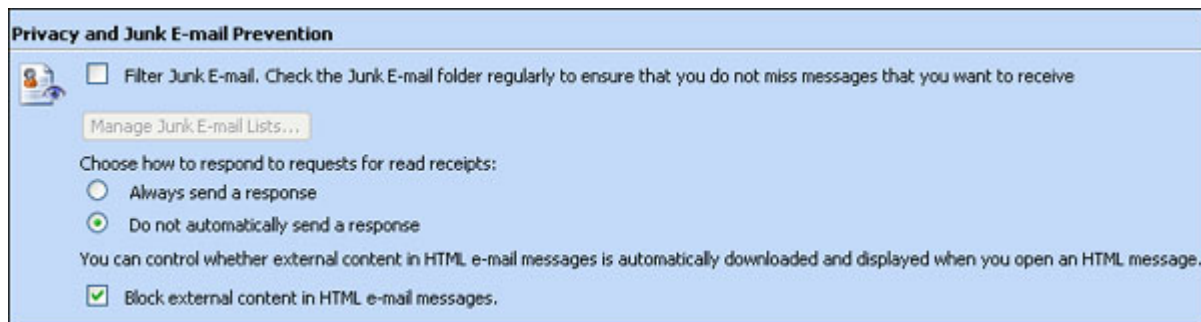 Privacy and Junk E-mail Prevention
Filter Junk E-mail. Check the Junk E-mail folder regularly to ensure that you do not miss messages that you want to receive
Manage Junk E-mail Lists...
Choose how to respond to requests for read receipts:
Always send a response
Do not automatically send a response
You can control whether external content in HTML e-mail messages is automatically downloaded and displayed when you open an HTML message.
Block external content in HTML e-mail messages.